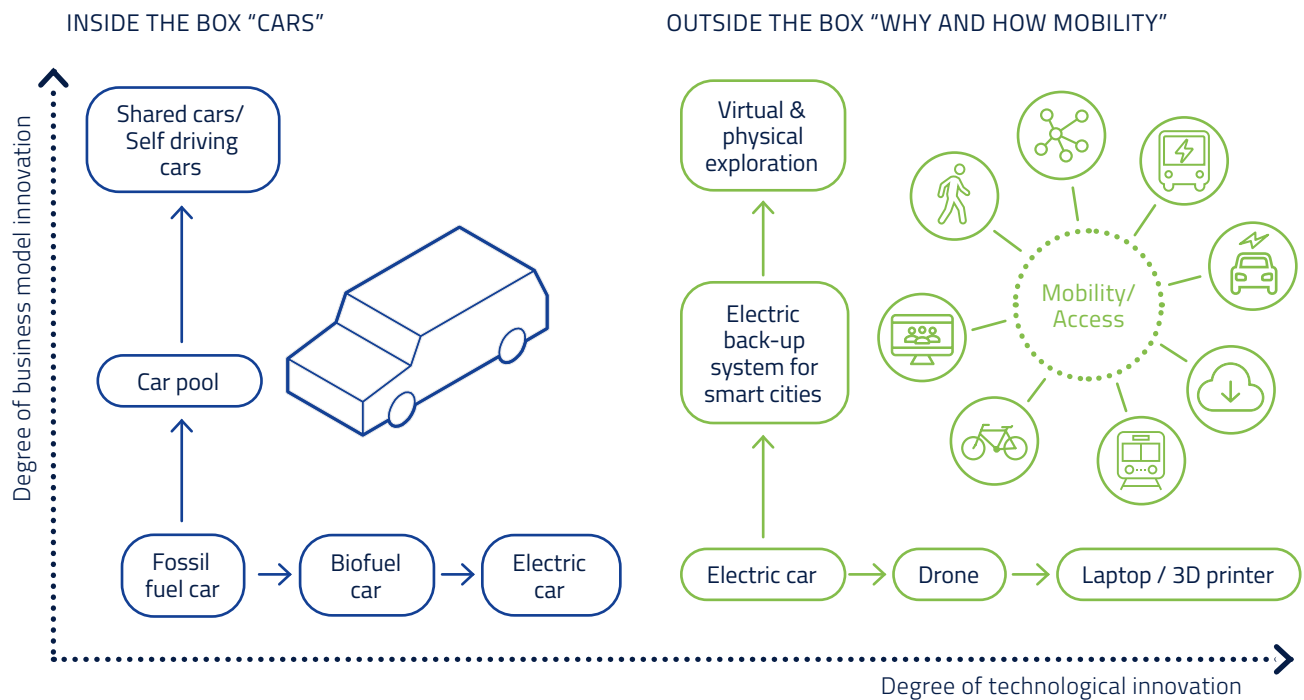 INSIDE THE BOX “CARS”
OUTSIDE THE BOX “WHY AND HOW MOBILITY”
Degree of business model innovation
Shared cars/
Self driving
cars
Car pool
Fossil
fuel car
Biofuel
car
Electric
car
Virtual &
physical
exploration
Electric
back-up
system for
smart cities
Electric car
Drone
Laptop / 3D printer
Mobility/
Access
Degree of technological innovation